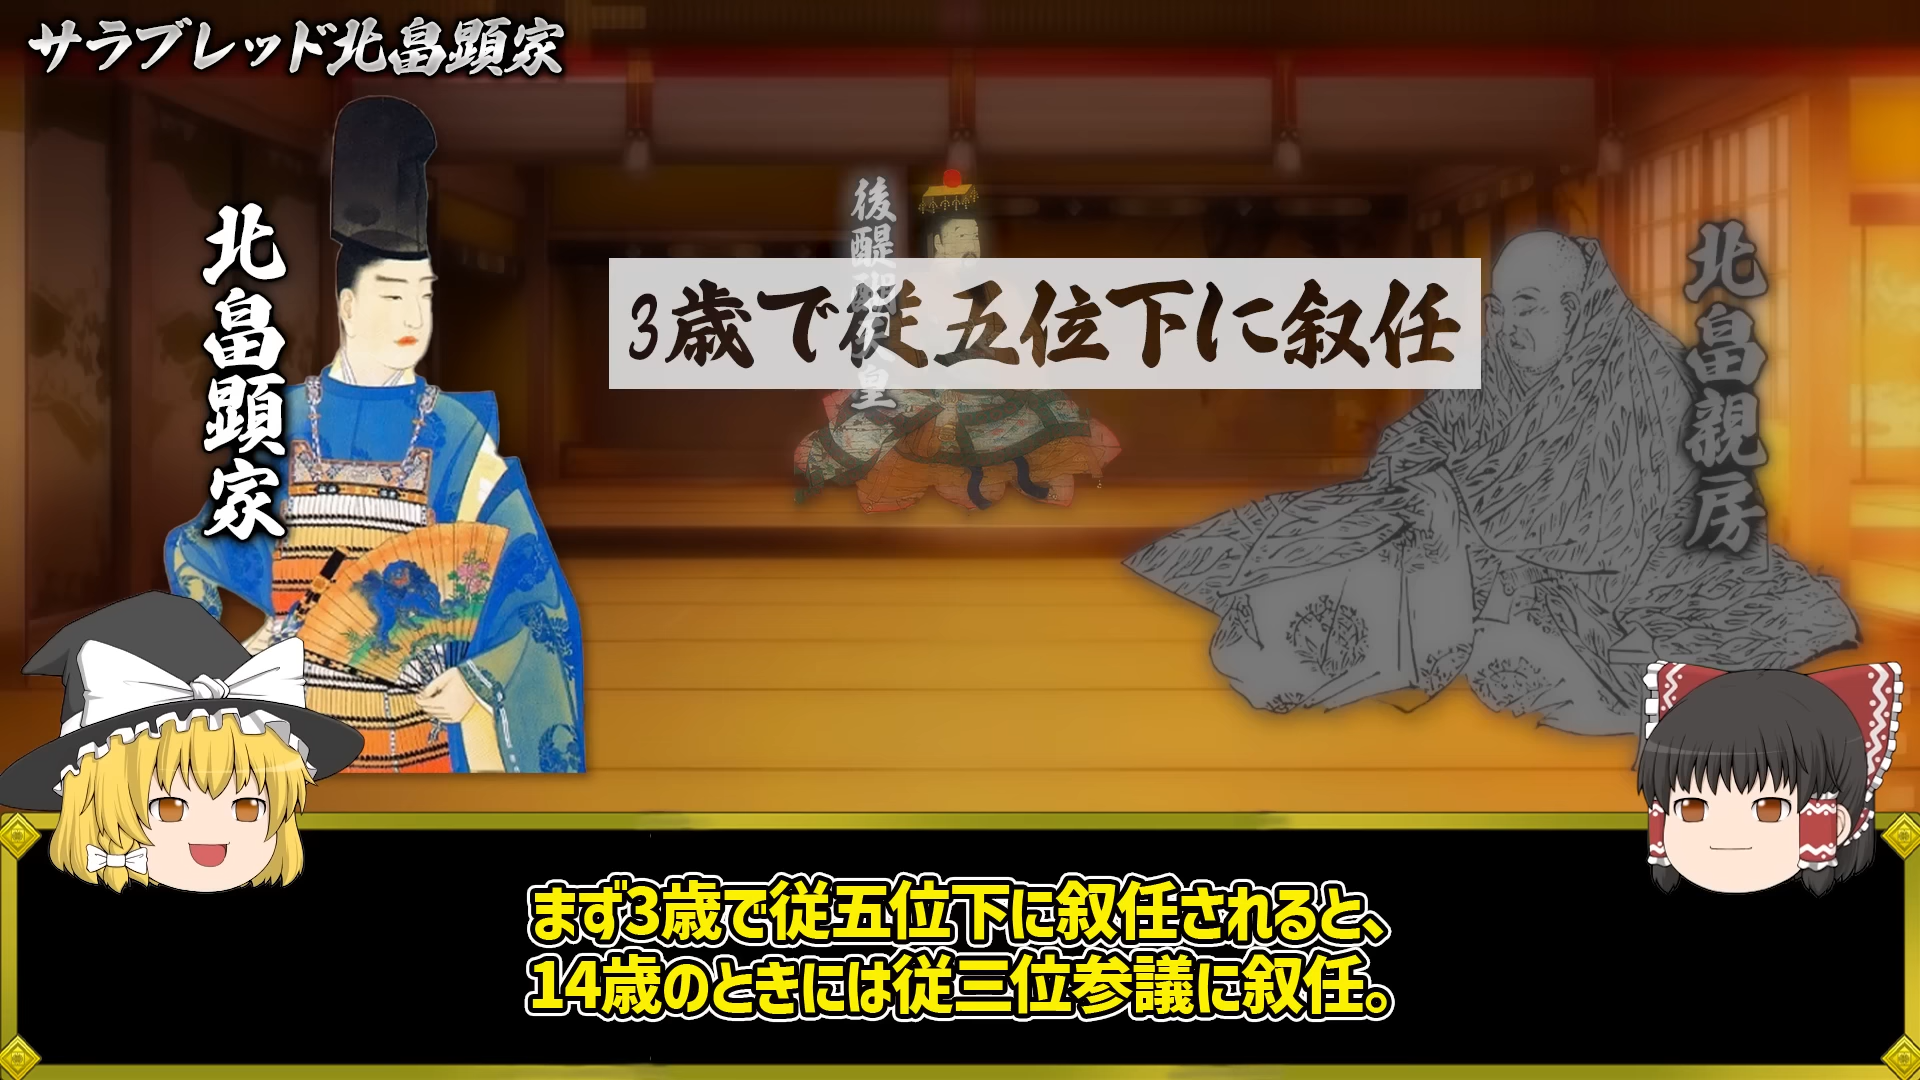 サラブレッド北畠顕家
北畠顕家
後醍醐天皇
3歳で従五位下に叙任
北畠親房
まず3歳で従五位下に叙任されると、
14歳のときには従三位参議に叙任。